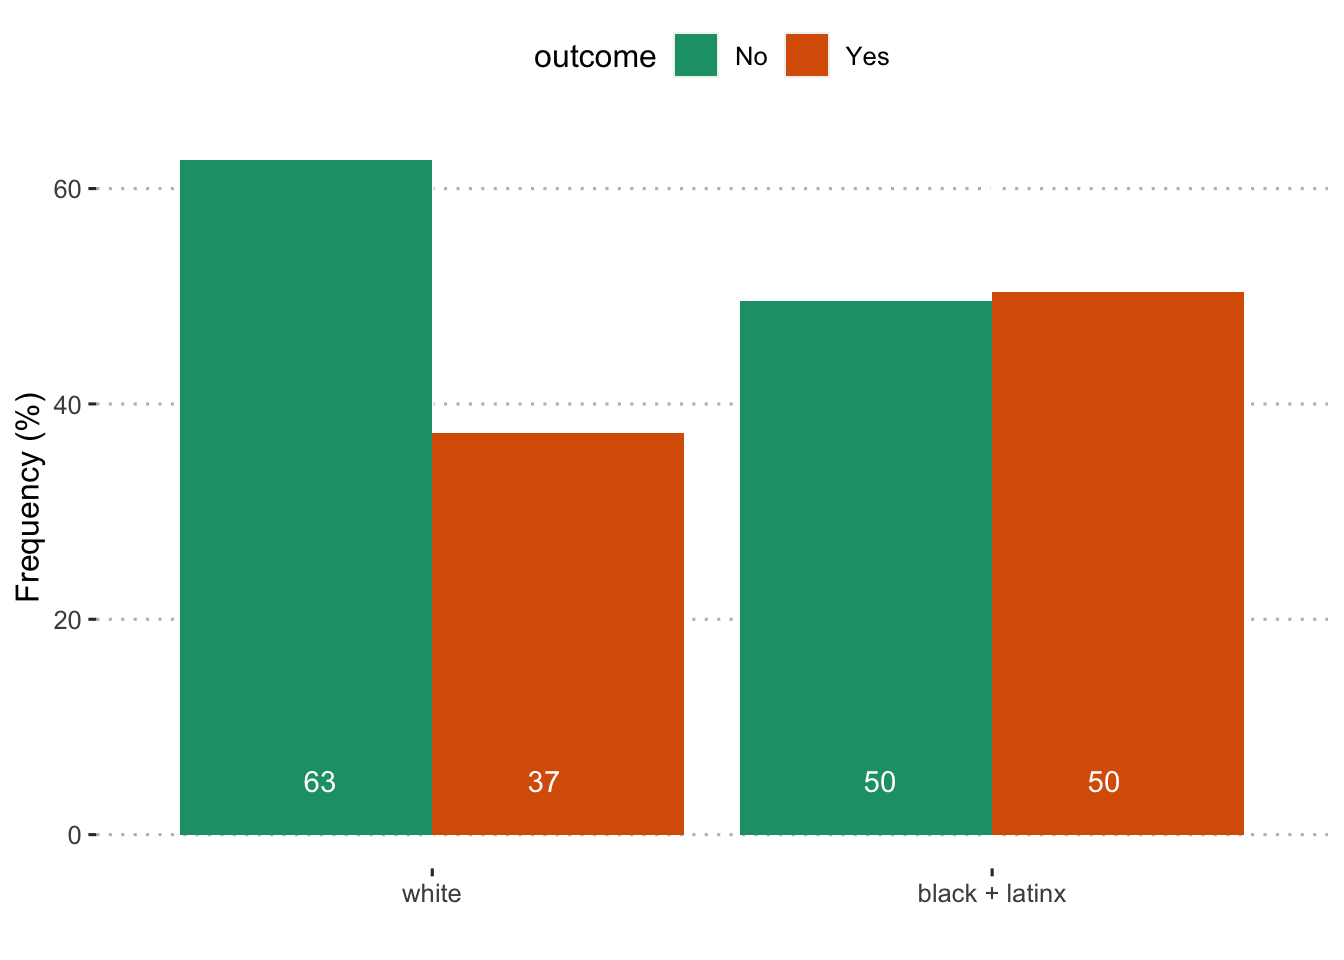 outcome No Yes
60
40
20
0
Frequency (%)
63 37 50 50
white black + latinx